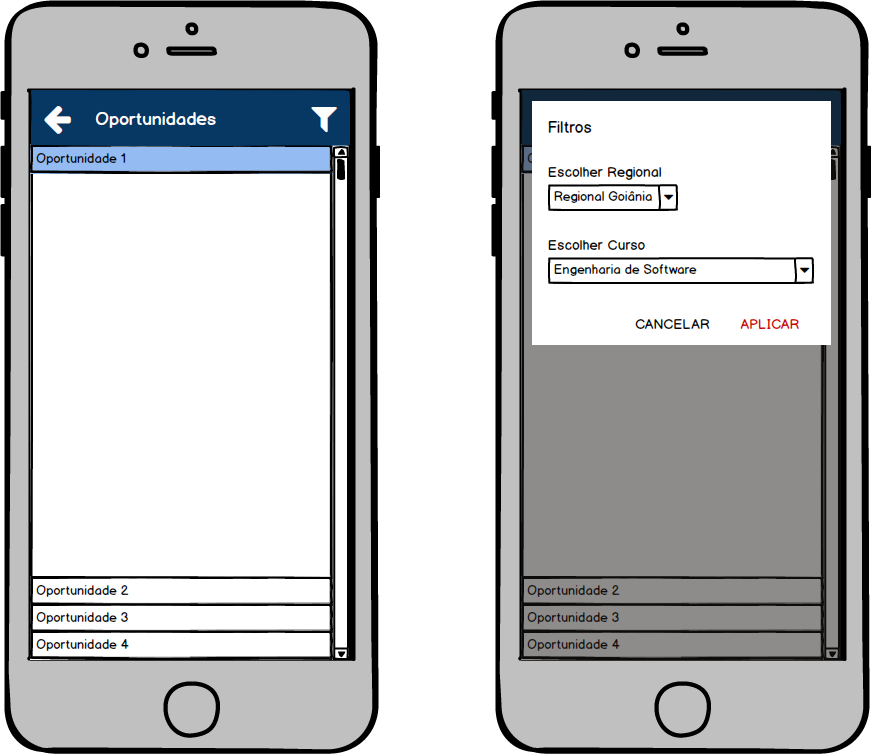 Oportunidades
Oportunidade 1
Oportunidade 2
Oportunidade 3
Oportunidade 4
Filtros
Escolher Regional
Regional Goiânia
Escolher Curso
Engenharia de Software
CANCELAR APLICAR
Oportunidade 2
Oportunidade 3
Oportunidade 4